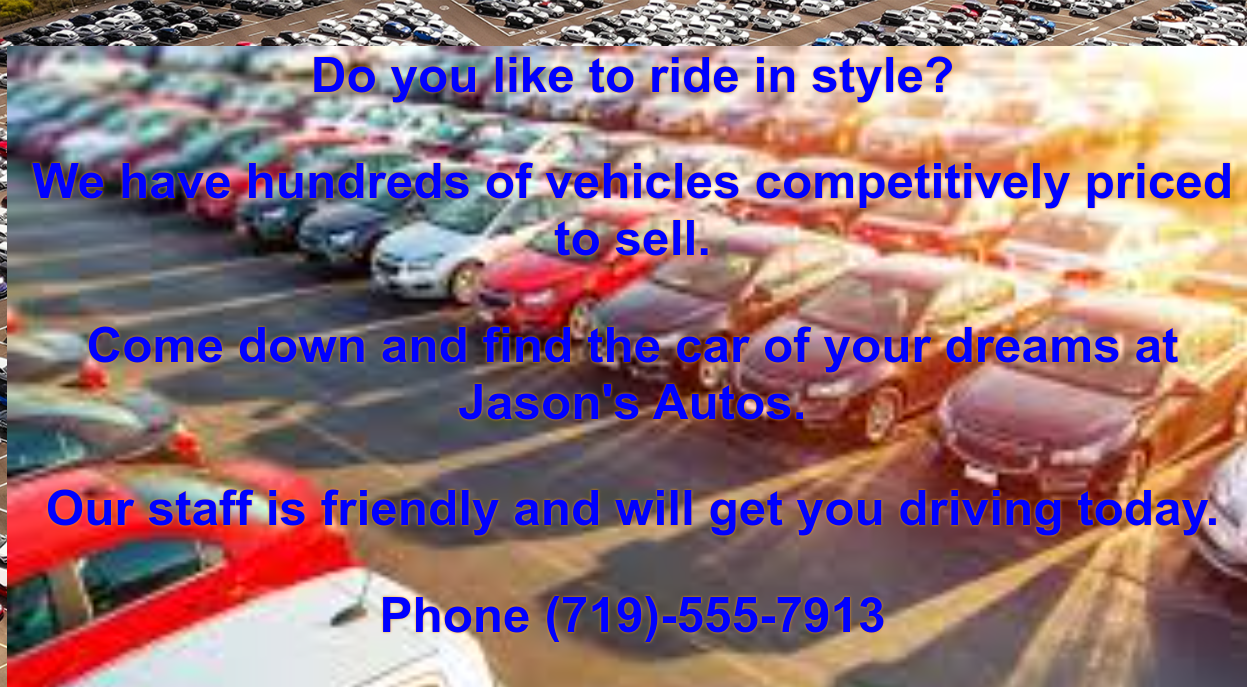 Do you like to ride in style?
We have hundreds of vehicles competitively priced
to sell.
Come down and find the car of your dreams at
Jason's Autos.
Our staff is friendly and will get you driving today.
Phone (719)-555-7913